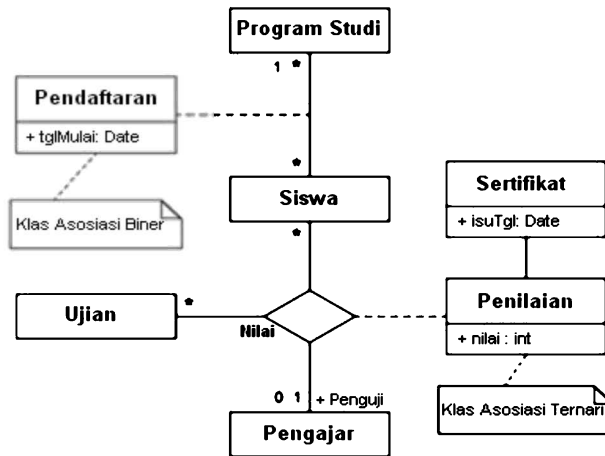 Program Studi
1 *
Pendaftaran
+ tglMulai: Date
Klas Asosiasi Biner
*
Siswa
*
Sertifikat
+ isuTgl: Date
Ujian
*
Nilai
Penilaian
+ nilai : int
0 1 + Penguji
Klas Asosiasi Ternari
Pengajar